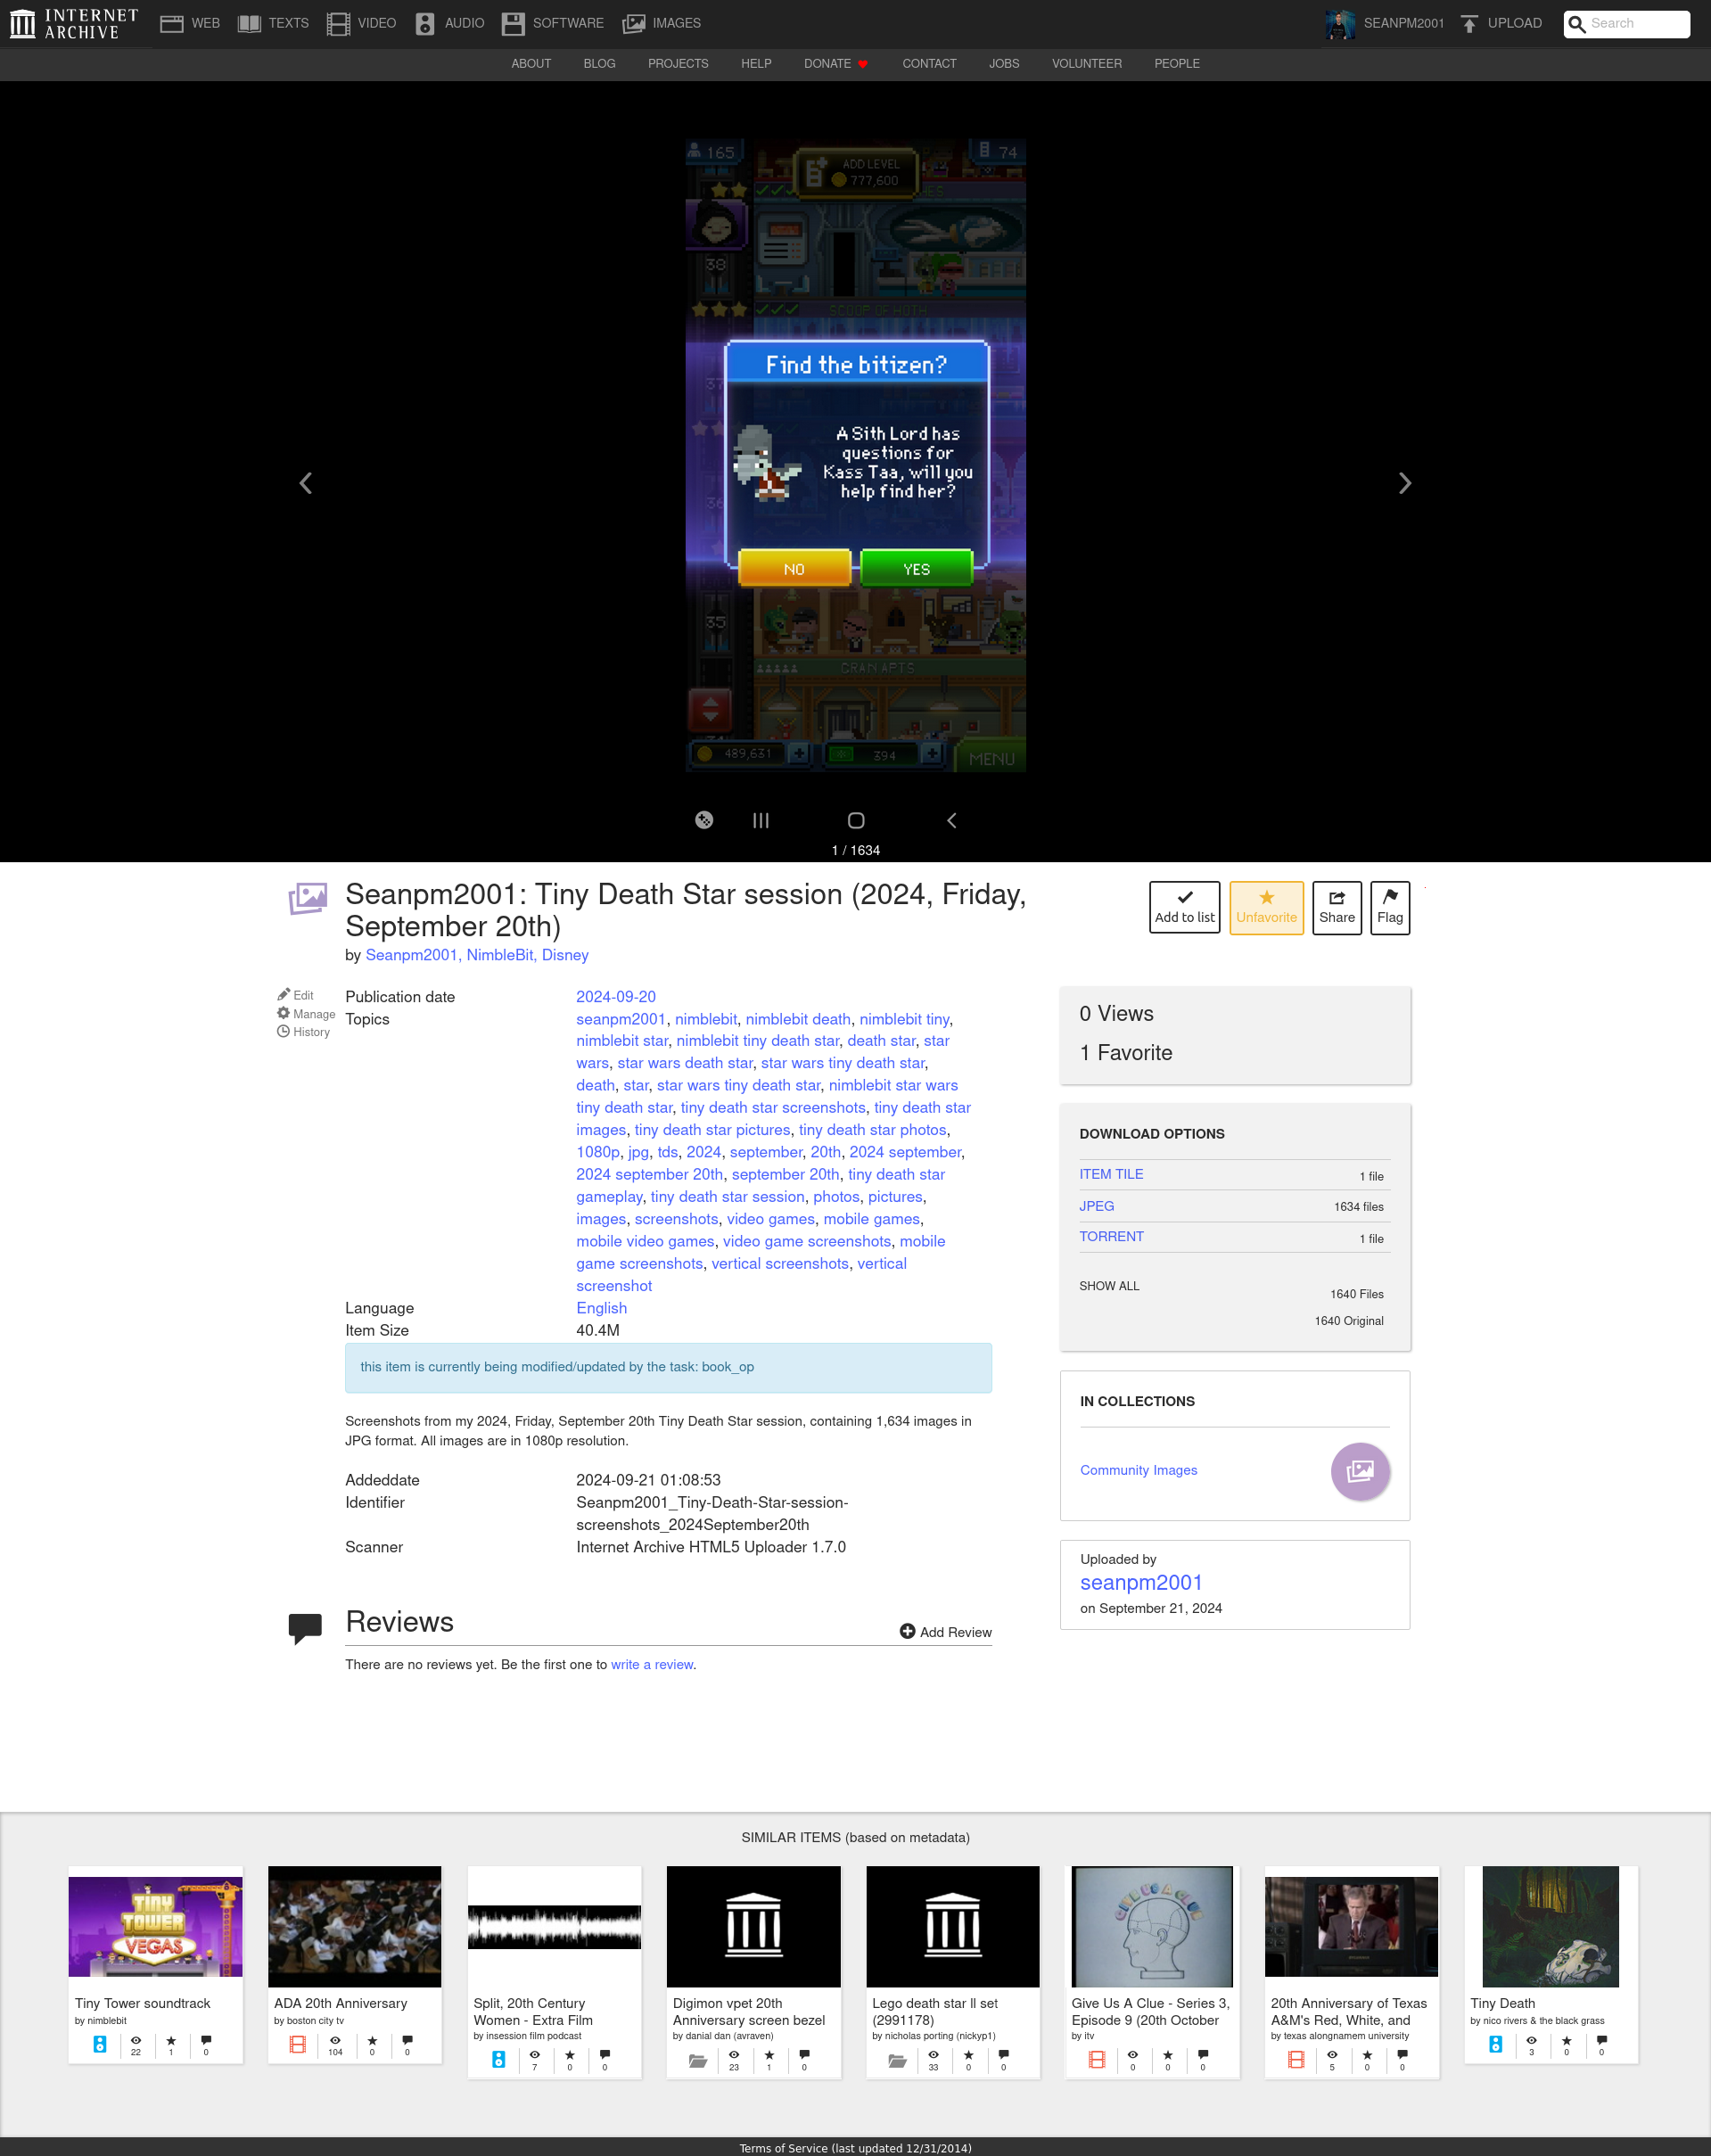 INTERNET ARCHIVE
WEB TEXTS VIDEO AUDIO SOFTWARE IMAGES SEANPM2001 UPLOAD Search
ABOUT BLOG PROJECTS HELP DONATE CONTACT JOBS VOLUNTEER PEOPLE
165
ADD LEVEL
777,600
74
38
SCOOP OF HOTH
37
Find the bitizen?
A Sith Lord has
questions for
Kass Taa, will you
help find her?
36
NO YES
35
GRAN APTS
489,631 394 MENU
1 / 1634
Seanpm2001: Tiny Death Star session (2024, Friday,
September 20th)
by Seanpm2001, NimbleBit, Disney
Add to list Unfavorite Share Flag
Edit
Manage
History
Publication date 2024-09-20
Topics seanpm2001, nimblebit, nimblebit death, nimblebit tiny,
nimblebit star, nimblebit tiny death star, death star, star
wars, star wars death star, star wars tiny death star,
death, star, star wars tiny death star, nimblebit star wars
tiny death star, tiny death star screenshots, tiny death star
images, tiny death star pictures, tiny death star photos,
1080p, jpg, tds, 2024, september, 20th, 2024 september,
2024 september 20th, september 20th, tiny death star
gameplay, tiny death star session, photos, pictures,
images, screenshots, video games, mobile games,
mobile video games, video game screenshots, mobile
game screenshots, vertical screenshots, vertical
screenshot
Language English
Item Size 40.4M
this item is currently being modified/updated by the task: book_op
Screenshots from my 2024, Friday, September 20th Tiny Death Star session, containing 1,634 images in
JPG format. All images are in 1080p resolution.
Addeddate 2024-09-21 01:08:53
Identifier Seanpm2001_Tiny-Death-Star-session-
screenshots_2024September20th
Scanner Internet Archive HTML5 Uploader 1.7.0
Reviews
Add Review
There are no reviews yet. Be the first one to write a review.
0 Views
1 Favorite
DOWNLOAD OPTIONS
ITEM TILE 1 file
JPEG 1634 files
TORRENT 1 file
SHOW ALL
1640 Files
1640 Original
IN COLLECTIONS
Community Images
Uploaded by
seanpm2001
on September 21, 2024
SIMILAR ITEMS (based on metadata)
TINY
TOWER
VEGAS
Tiny Tower soundtrack
by nimblebit
22 1 0
ADA 20th Anniversary
by boston city tv
104 0 0
Split, 20th Century
Women - Extra Film
by insession film podcast
7 0 0
Digimon vpet 20th
Anniversary screen bezel
by danial dan (avraven)
23 1 0
Lego death star ll set
(2991178)
by nicholas porting (nickyp1)
33 0 0
GIVE US A CLUE
Give Us A Clue - Series 3,
Episode 9 (20th October
by itv
0 0 0
20th Anniversary of Texas
A&M's Red, White, and
by texas alongnamem university
5 0 0
Tiny Death
by nico rivers & the black grass
3 0 0
Terms of Service (last updated 12/31/2014)